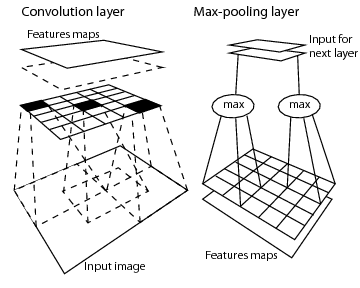 Convolution layer
Features maps
Input image
Max-pooling layer
Input for
next layer
max
max
Features maps